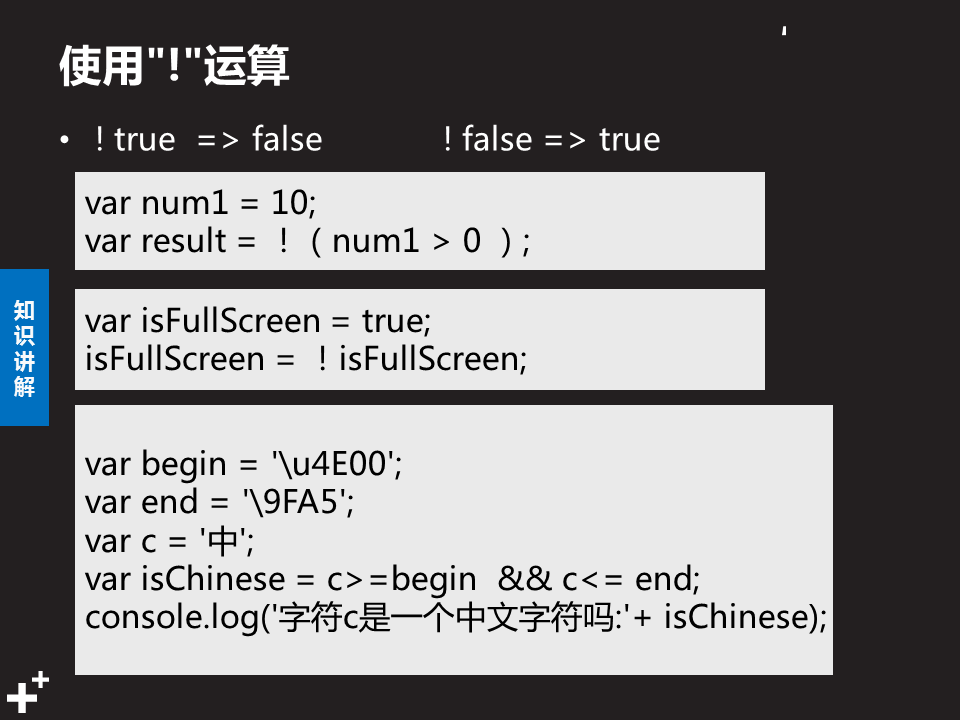 使用"!"运算
• ! true => false ! false => true
var num1 = 10;
var result = ! ( num1 > 0 ) ;
知识讲解
var isFullScreen = true;
isFullScreen = ! isFullScreen;
var begin = '\u4E00';
var end = '\9FA5';
var c = '中';
var isChinese = c>=begin && c<= end;
console.log('字符c是一个中文字符吗:'+ isChinese);